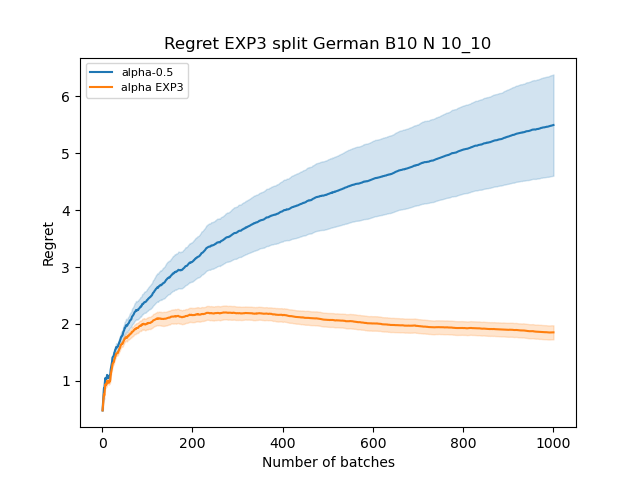 Regret EXP3 split German B10 N 10_10
alpha-0.5
alpha EXP3
Regret
6
5
4
3
2
1
0 200 400 600 800 1000
Number of batches